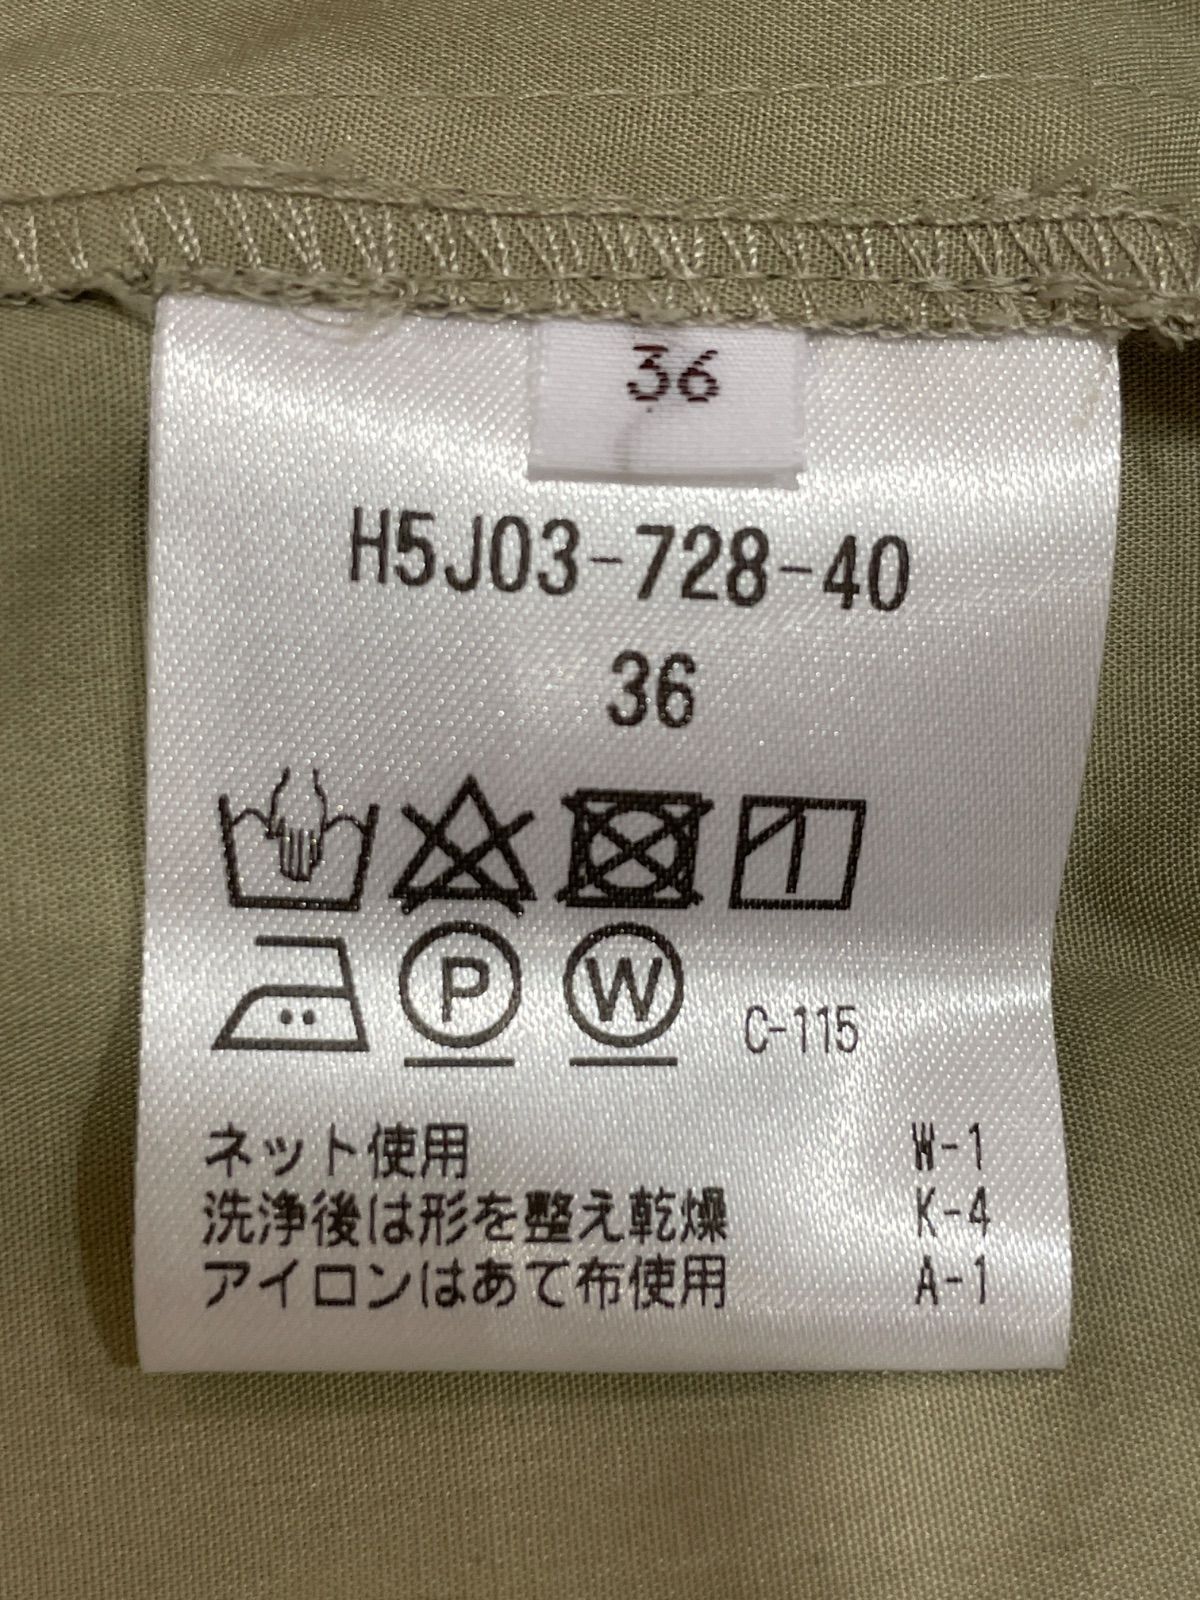 36
H5J03-728-40
36
P W C-115
ネット使用 W-1
洗浄後は形を整え乾燥 K-4
アイロンはあて布使用 A-1